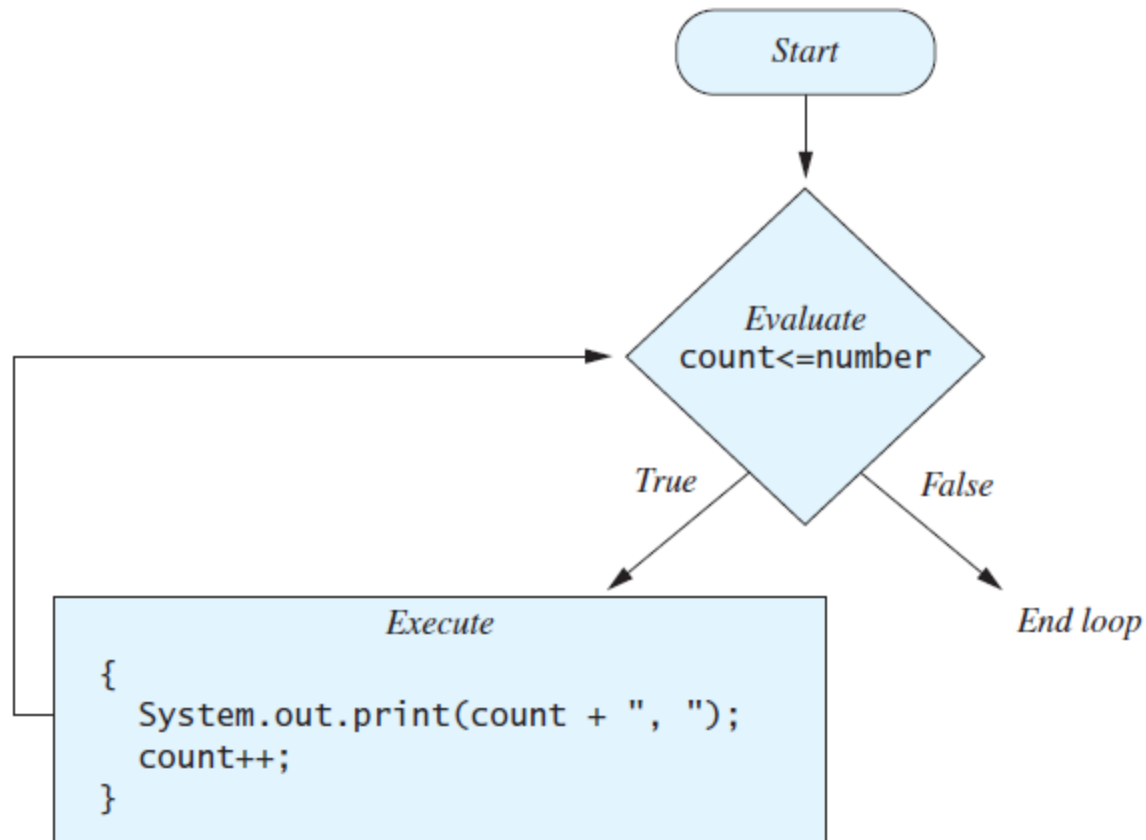 Start
Evaluate
count<=number
True
False
End loop
Execute
{
System.out.print(count + ", ");
count++;
}